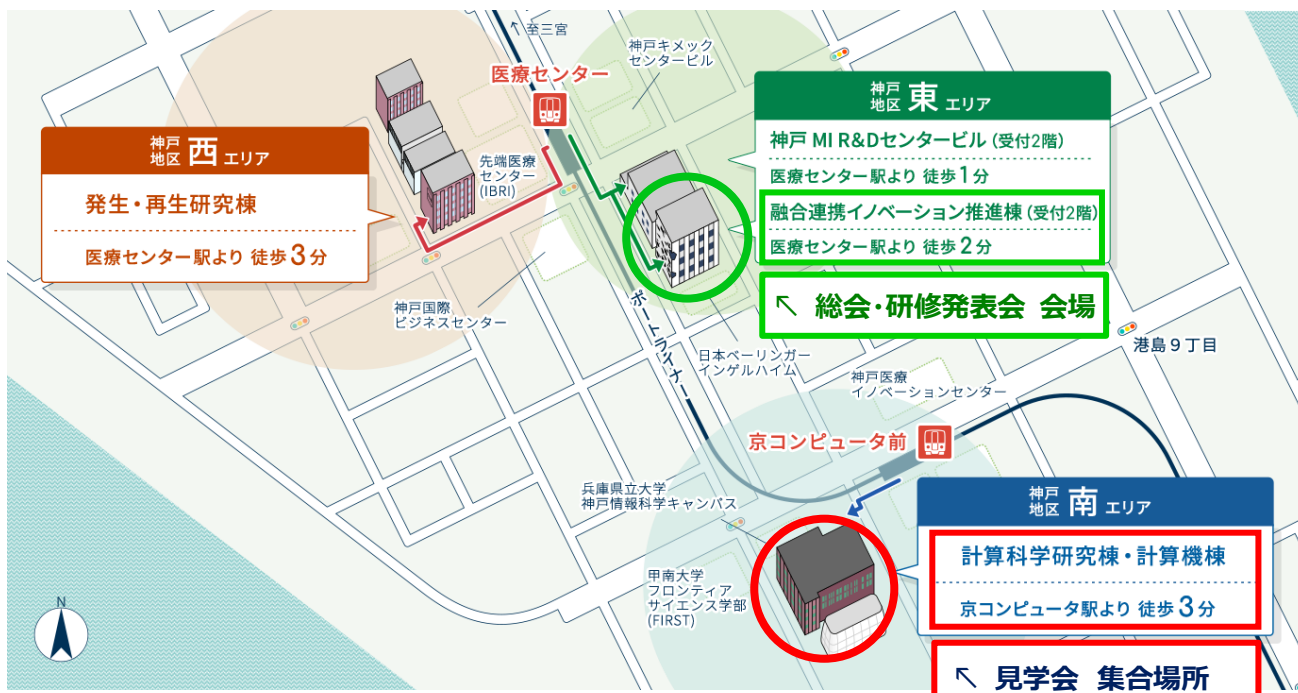 ↑ 至三宮
神戸キメック
センタービル
医療センター
神戸
地区 西 エリア
発生・再生研究棟
医療センター駅より 徒歩3分
先端医療
センター
(IBRI)
神戸
地区 東 エリア
神戸 MI R&Dセンタービル (受付2階)
医療センター駅より 徒歩1分
融合連携イノベーション推進棟 (受付2階)
医療センター駅より 徒歩2分
↖ 総会・研修発表会 会場
神戸国際
ビジネスセンター
ポートライナー
日本ベーリンガー
インゲルハイム
港島9丁目
神戸医療
イノベーションセンター
京コンピュータ前
兵庫県立大学
神戸情報科学キャンパス
神戸
地区 南 エリア
計算科学研究棟・計算機棟
京コンピュータ駅より 徒歩3分
甲南大学
フロンティア
サイエンス学部
(FIRST)
↖ 見学会 集合場所
N